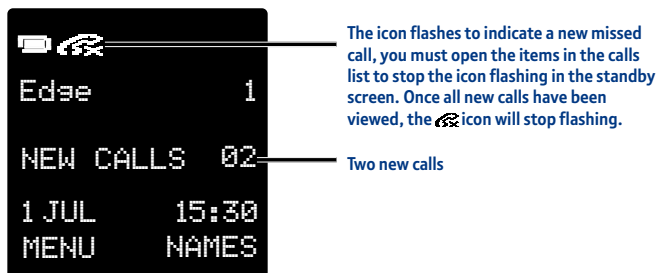 Edge 1
NEW CALLS 02
1 JUL 15:30
MENU NAMES
The icon flashes to indicate a new missed
call, you must open the items in the calls
list to stop the icon flashing in the standby
screen. Once all new calls have been
viewed, the icon will stop flashing.
Two new calls